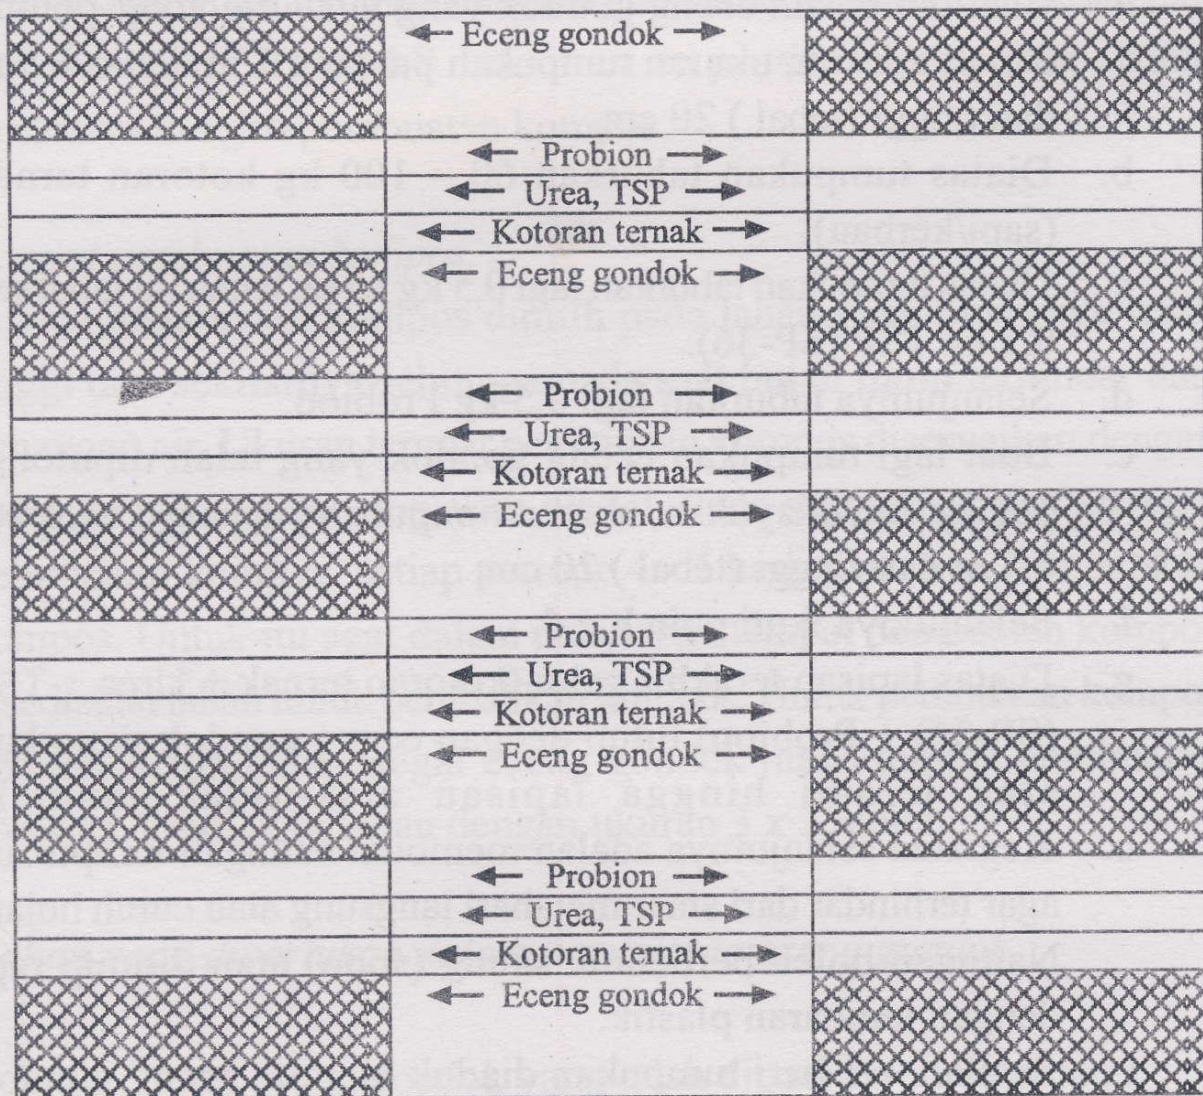 Eceng gondok
Probion
Urea, TSP
Kotoran ternak
Eceng gondok
Probion
Urea, TSP
Kotoran ternak
Eceng gondok
Probion
Urea, TSP
Kotoran ternak
Eceng gondok
Probion
Urea, TSP
Kotoran ternak
Eceng gondok